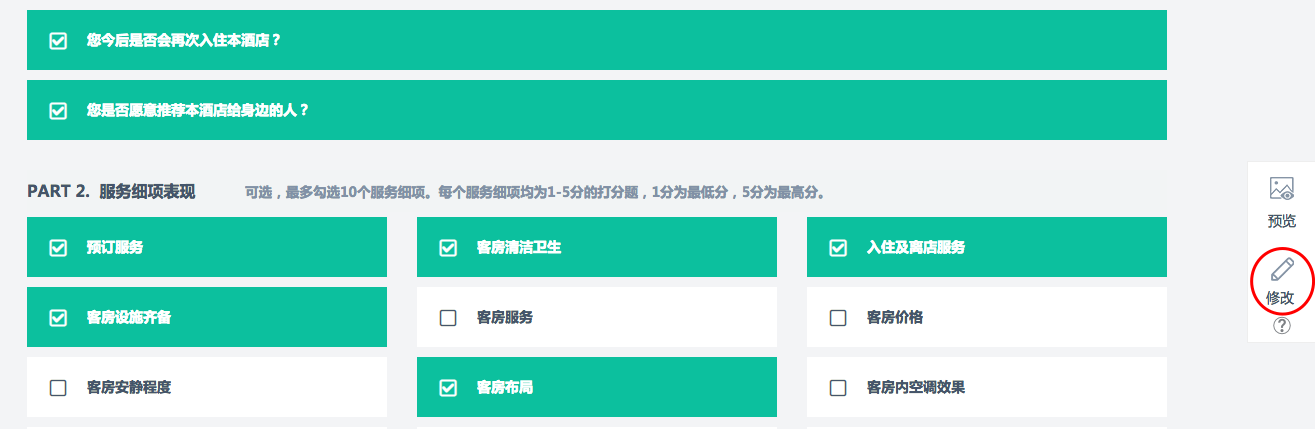 您今后是否会再次入住本酒店？
您是否愿意推荐本酒店给身边的人？
PART 2. 服务细项表现 可选，最多勾选10个服务细项。每个服务细项均为1-5分的打分题，1分为最低分，5分为最高分。
预订服务 客房清洁卫生 入住及离店服务
客房设施齐备 客房服务 客房价格
客房安静程度 客房布局 客房内空调效果
预览
修改
?